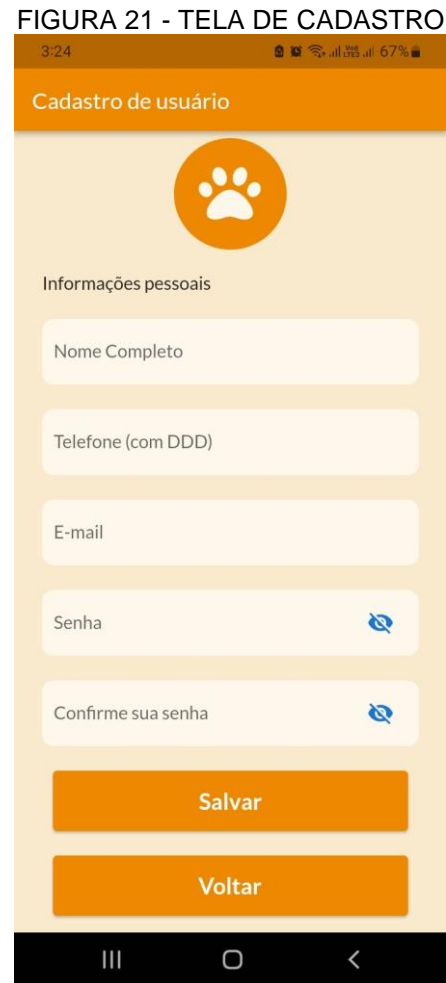 FIGURA 21 - TELA DE CADASTRO
3:24 67%
Cadastro de usuário
Informações pessoais
Nome Completo
Telefone (com DDD)
E-mail
Senha
Confirme sua senha
Salvar
Voltar